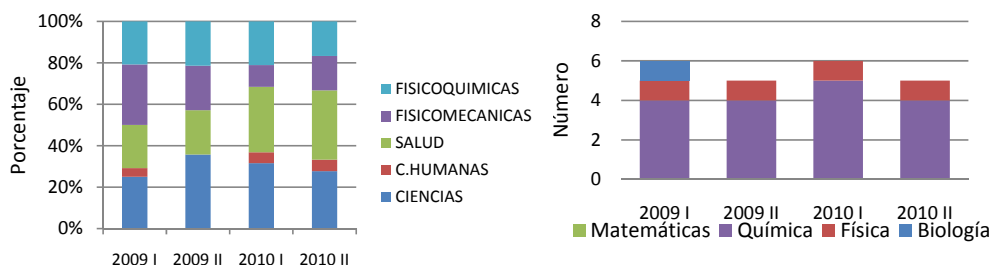 Porcentaje
100%
80%
60%
40%
20%
0%
2009 I 2009 II 2010 I 2010 II
FISICOQUIMICAS
FISICOMECANICAS
SALUD
C.HUMANAS
CIENCIAS
Número
8
6
4
2
0
2009 I 2009 II 2010 I 2010 II
Matemáticas Química Física Biología